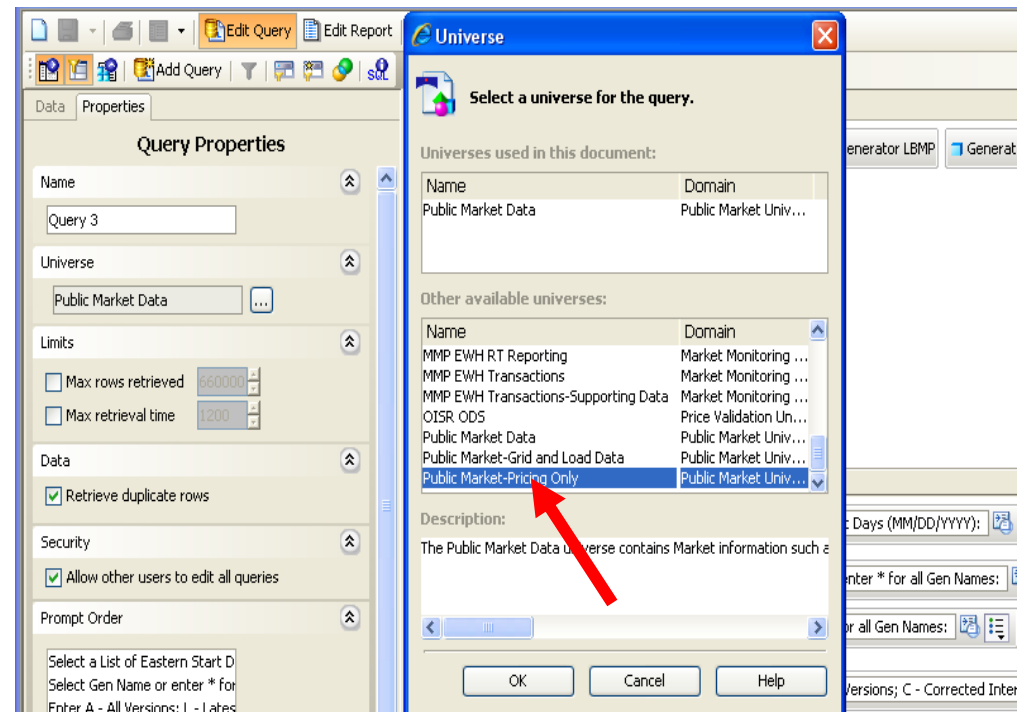 Edit Query
Edit Report
Add Query
SQL
Data Properties
Query Properties
Name
Query 3
Universe
Public Market Data
...
Limits
Max rows retrieved 660000
Max retrieval time 1200
Data
Retrieve duplicate rows
Security
Allow other users to edit all queries
Prompt Order
Select a List of Eastern Start D
Select Gen Name or enter * for
Enter A - All Versions; L - Lates
Universe
Select a universe for the query.
Universes used in this document:
Name Domain
Public Market Data Public Market Univ...
Other available universes:
Name Domain
MMP EWH RT Reporting Market Monitoring ...
MMP EWH Transactions Market Monitoring ...
MMP EWH Transactions-Supporting Data Market Monitoring ...
OISR ODS Price Validation Un...
Public Market Data Public Market Univ...
Public Market-Grid and Load Data Public Market Univ...
Public Market-Pricing Only Public Market Univ...
Description:
The Public Market Data universe contains Market information such a
OK Cancel Help
enerator LBMP Generat
t Days (MM/DD/YYYY):
enter * for all Gen Names:
or all Gen Names:
Versions; C - Corrected Inter